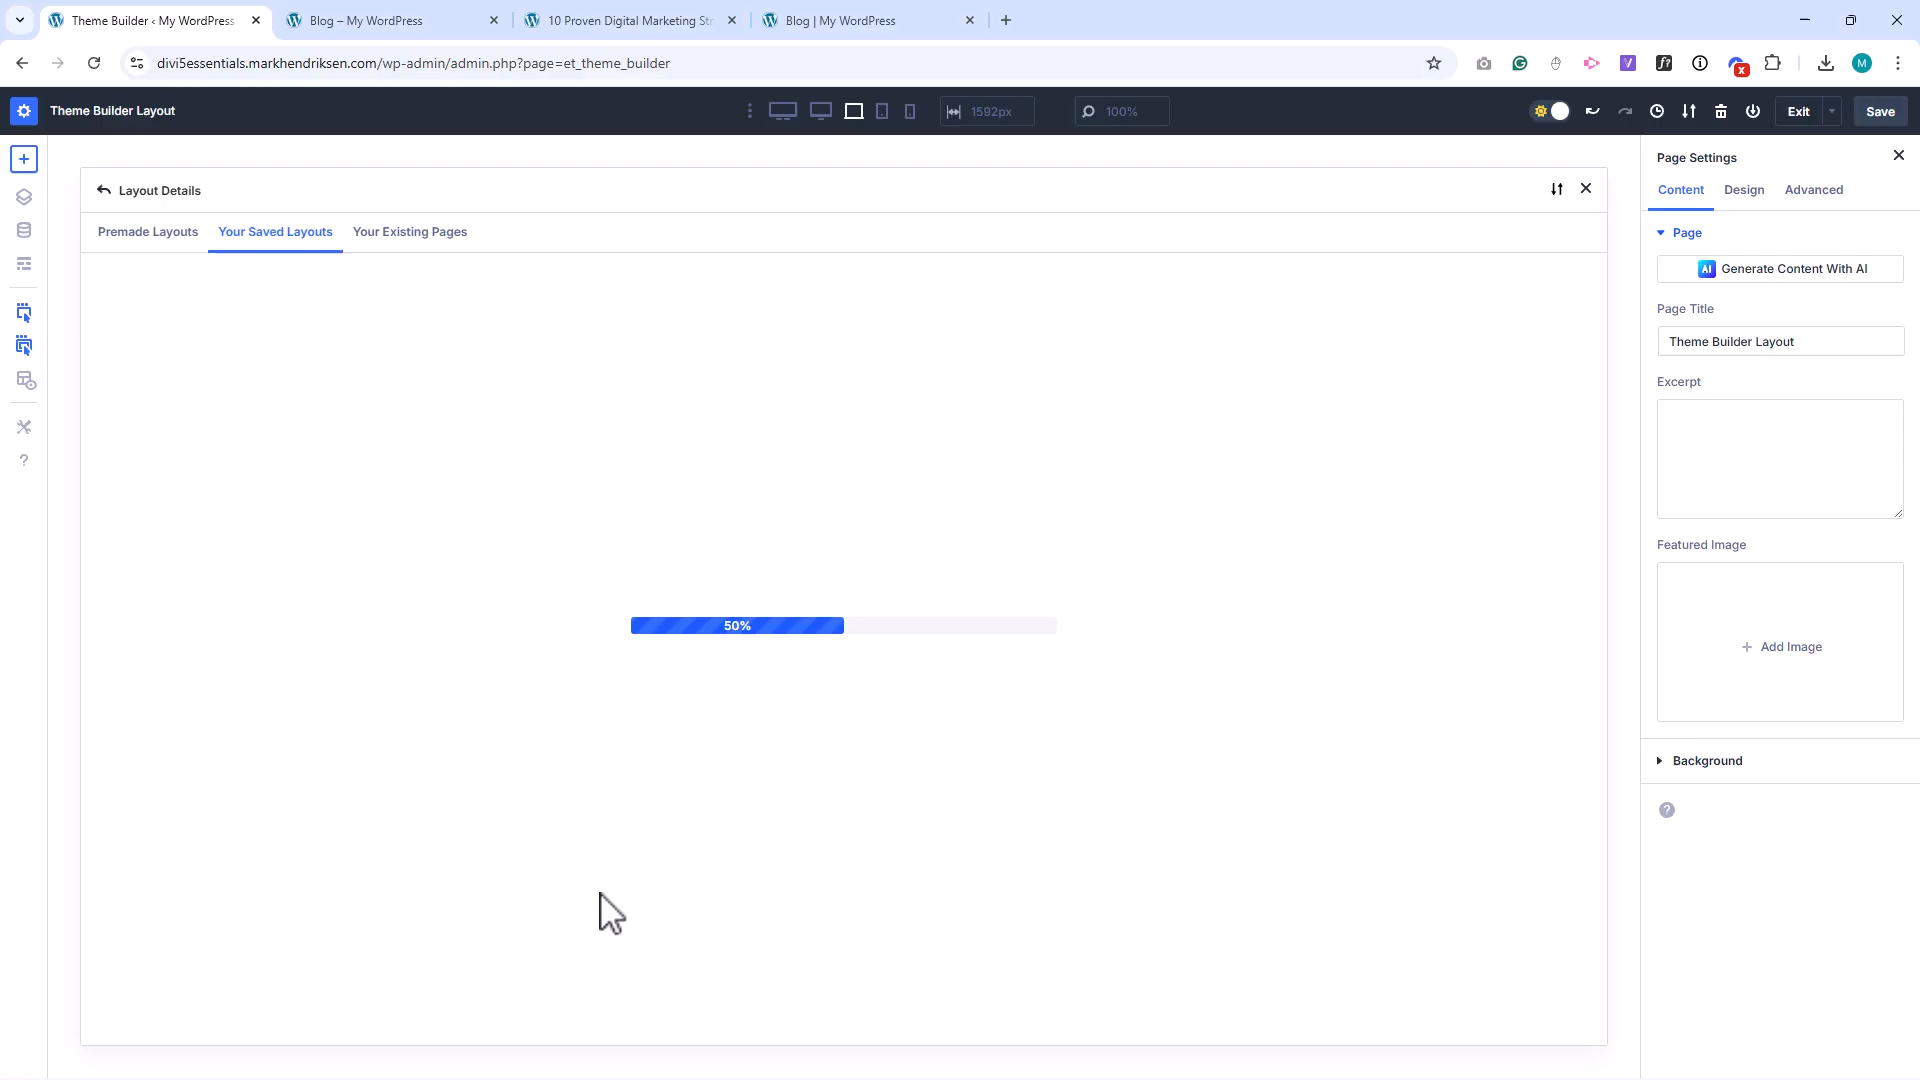 Theme Builder ‹ My WordPress
Blog – My WordPress
10 Proven Digital Marketing Str
Blog | My WordPress
divi5essentials.markhendriksen.com/wp-admin/admin.php?page=et_theme_builder
Theme Builder Layout
1592px
100%
Exit
Save
Layout Details
Premade Layouts
Your Saved Layouts
Your Existing Pages
50%
Page Settings
Content
Design
Advanced
Page
AI Generate Content With AI
Page Title
Theme Builder Layout
Excerpt
Featured Image
+ Add Image
Background